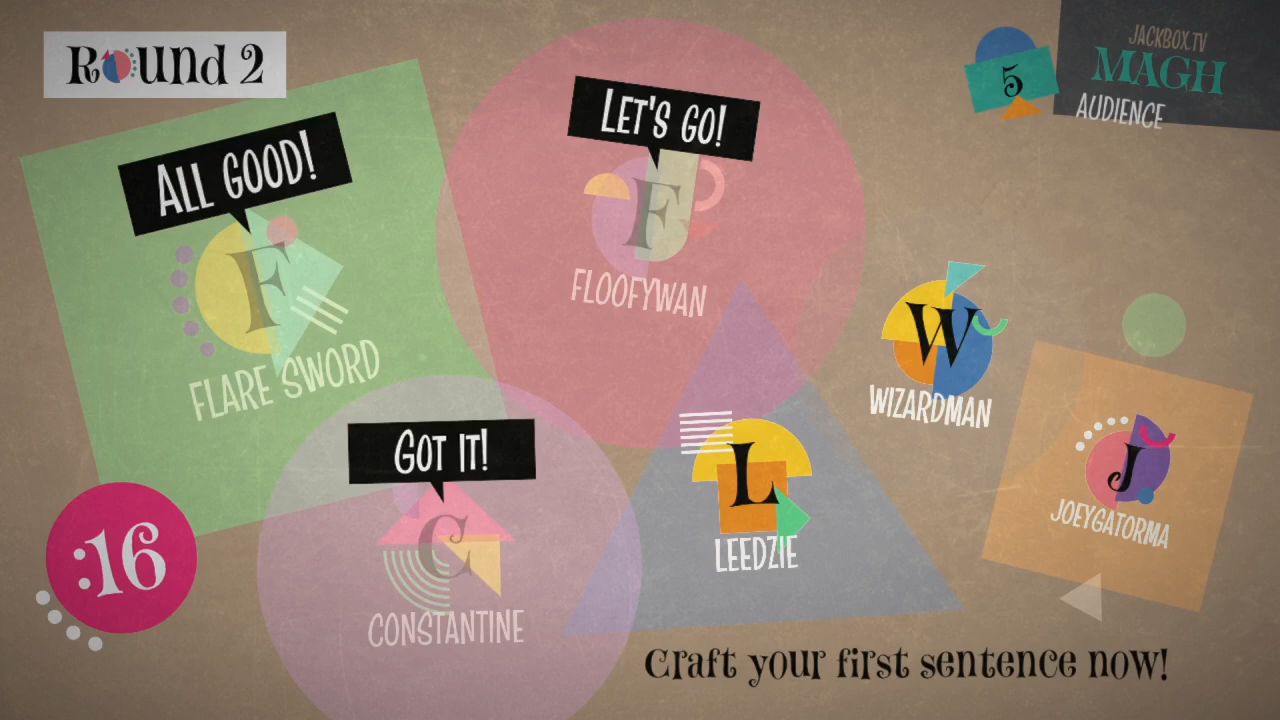 Round 2
JACKBOX.TV
MAGH
5
AUDIENCE
LET'S GO!
ALL GOOD!
F
FLOOFYWAN
F
FLARE SWORD
W
WIZARDMAN
GOT IT!
L
LEEDZIE
J
JOEYGATORMA
C
CONSTANTINE
:16
Craft your first sentence now!